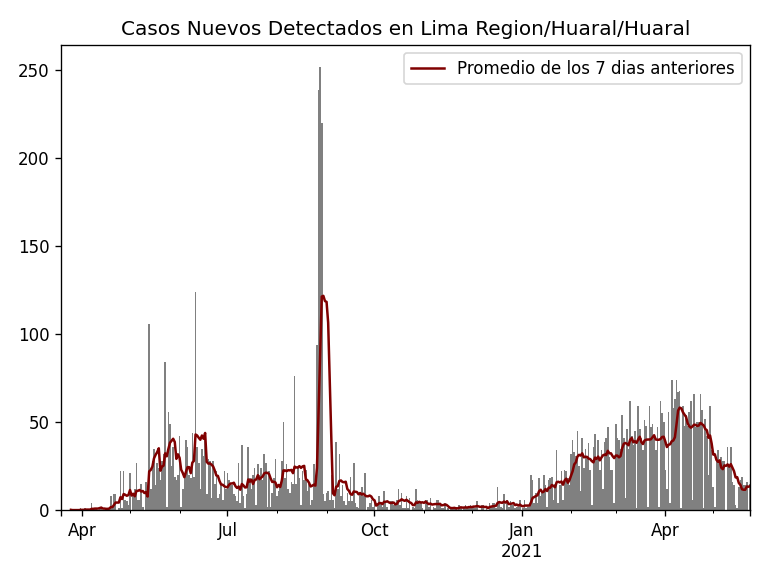 Casos Nuevos Detectados en Lima Region/Huaral/Huaral
Promedio de los 7 dias anteriores
250
200
150
100
50
0
Apr Jul Oct Jan Apr
2021